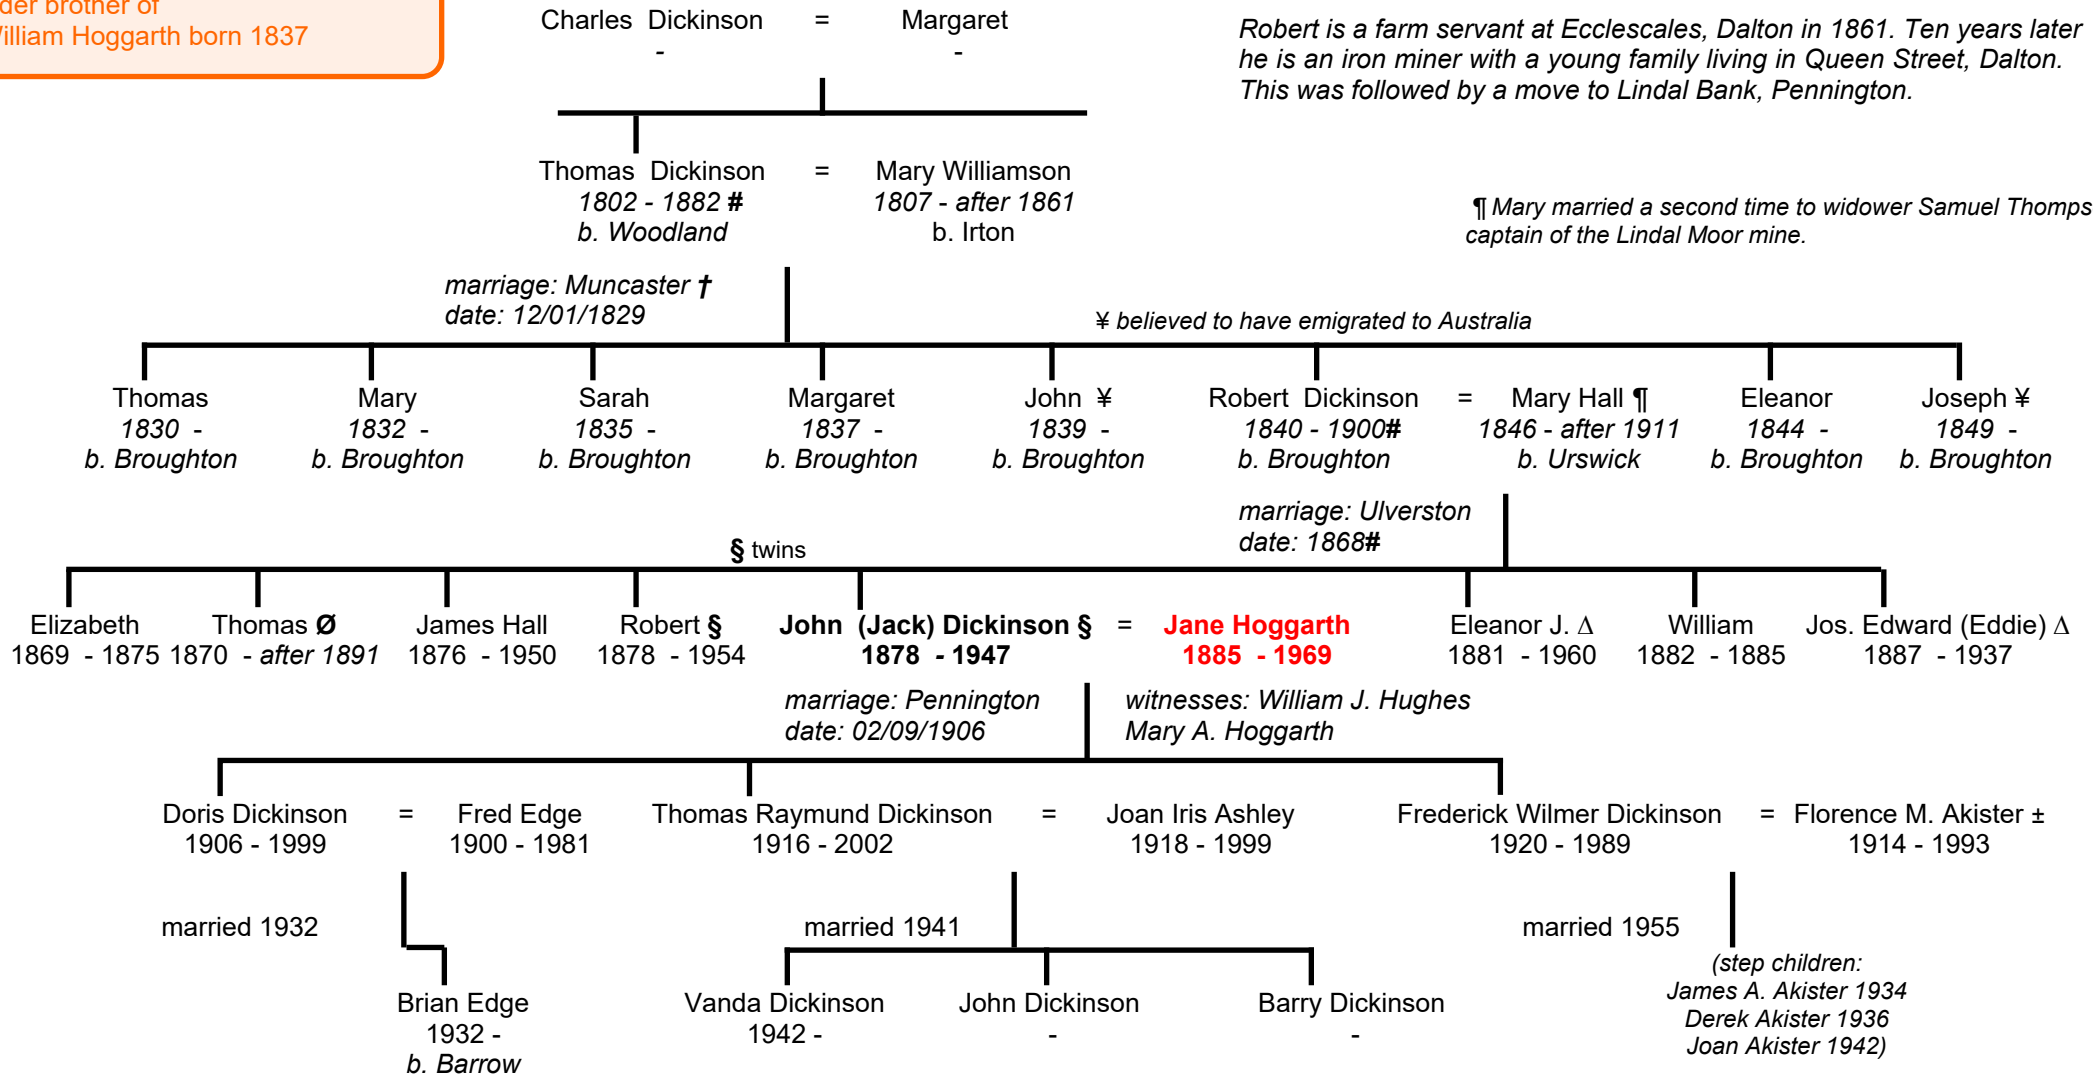 der brother of
William Hoggarth born 1837
Charles Dickinson = Margaret
- -
Robert is a farm servant at Ecclescales, Dalton in 1861. Ten years later
he is an iron miner with a young family living in Queen Street, Dalton.
This was followed by a move to Lindal Bank, Pennington.
Thomas Dickinson = Mary Williamson
1802 - 1882 # 1807 - after 1861
b. Woodland b. Irton
¶ Mary married a second time to widower Samuel Thomps
captain of the Lindal Moor mine.
marriage: Muncaster †
date: 12/01/1829
¥ believed to have emigrated to Australia
Thomas Mary Sarah Margaret John ¥ Robert Dickinson = Mary Hall ¶ Eleanor Joseph ¥
1830 - 1832 - 1835 - 1837 - 1839 - 1840 - 1900# 1846 - after 1911 1844 - 1849 -
b. Broughton b. Broughton b. Broughton b. Broughton b. Broughton b. Broughton b. Urswick b. Broughton b. Broughton
marriage: Ulverston
date: 1868#
§ twins
Elizabeth Thomas Ø James Hall Robert § John (Jack) Dickinson § = Jane Hoggarth Eleanor J. Δ William Jos. Edward (Eddie) Δ
1869 - 1875 1870 - after 1891 1876 - 1950 1878 - 1954 1878 - 1947 1885 - 1969 1881 - 1960 1882 - 1885 1887 - 1937
marriage: Pennington witnesses: William J. Hughes
date: 02/09/1906 Mary A. Hoggarth
Doris Dickinson = Fred Edge Thomas Raymund Dickinson = Joan Iris Ashley Frederick Wilmer Dickinson = Florence M. Akister ±
1906 - 1999 1900 - 1981 1916 - 2002 1918 - 1999 1920 - 1989 1914 - 1993
married 1932 married 1941 married 1955
(step children:
James A. Akister 1934
Derek Akister 1936
Joan Akister 1942)
Brian Edge Vanda Dickinson John Dickinson Barry Dickinson
1932 - 1942 - - -
b. Barrow